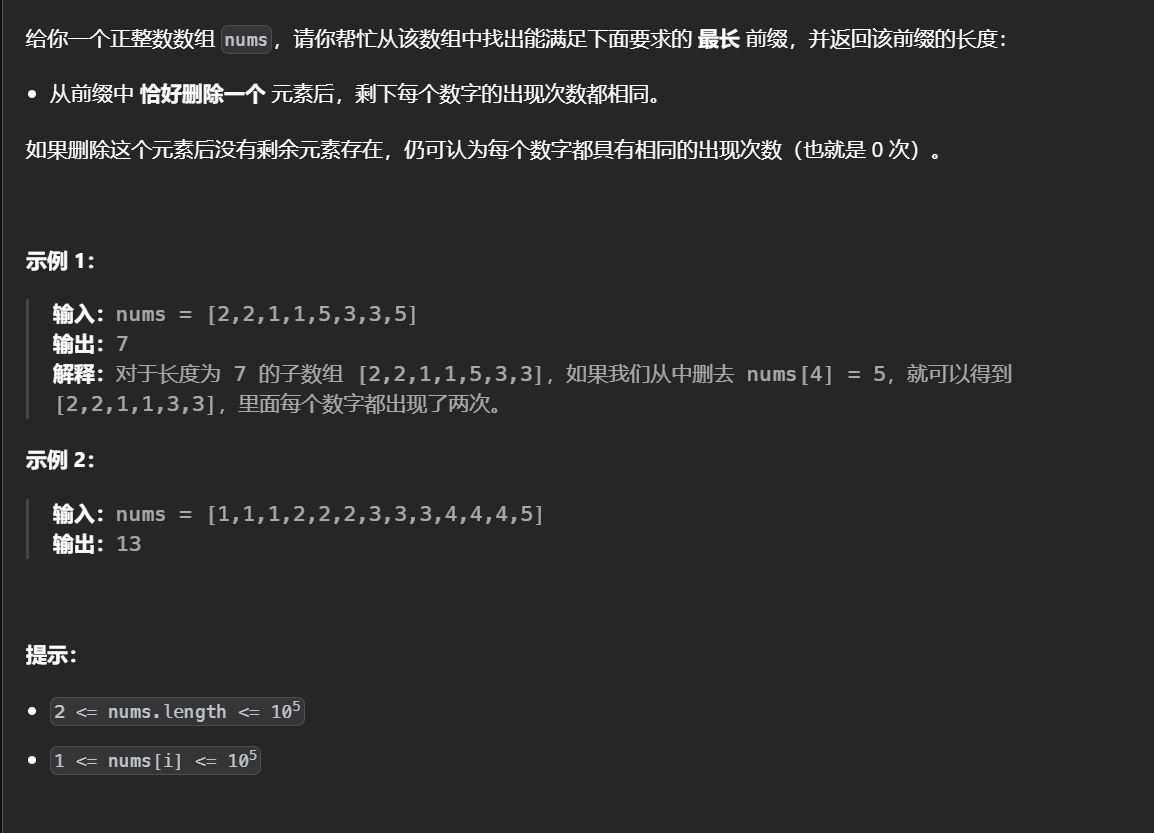 给你一个正整数数组 nums，请你帮忙从该数组中找出能满足下面要求的 最长 前缀，并返回该前缀的长度：
• 从前缀中 恰好删除一个 元素后，剩下每个数字的出现次数都相同。
如果删除这个元素后没有剩余元素存在，仍可认为每个数字都具有相同的出现次数（也就是 0 次）。
示例 1：
输入：nums = [2,2,1,1,5,3,3,5]
输出：7
解释：对于长度为 7 的子数组 [2,2,1,1,5,3,3]，如果我们从中删去 nums[4] = 5，就可以得到
[2,2,1,1,3,3]，里面每个数字都出现了两次。
示例 2：
输入：nums = [1,1,1,2,2,2,3,3,3,4,4,4,5]
输出：13
提示：
• 2 <= nums.length <= 10⁵
• 1 <= nums[i] <= 10⁵